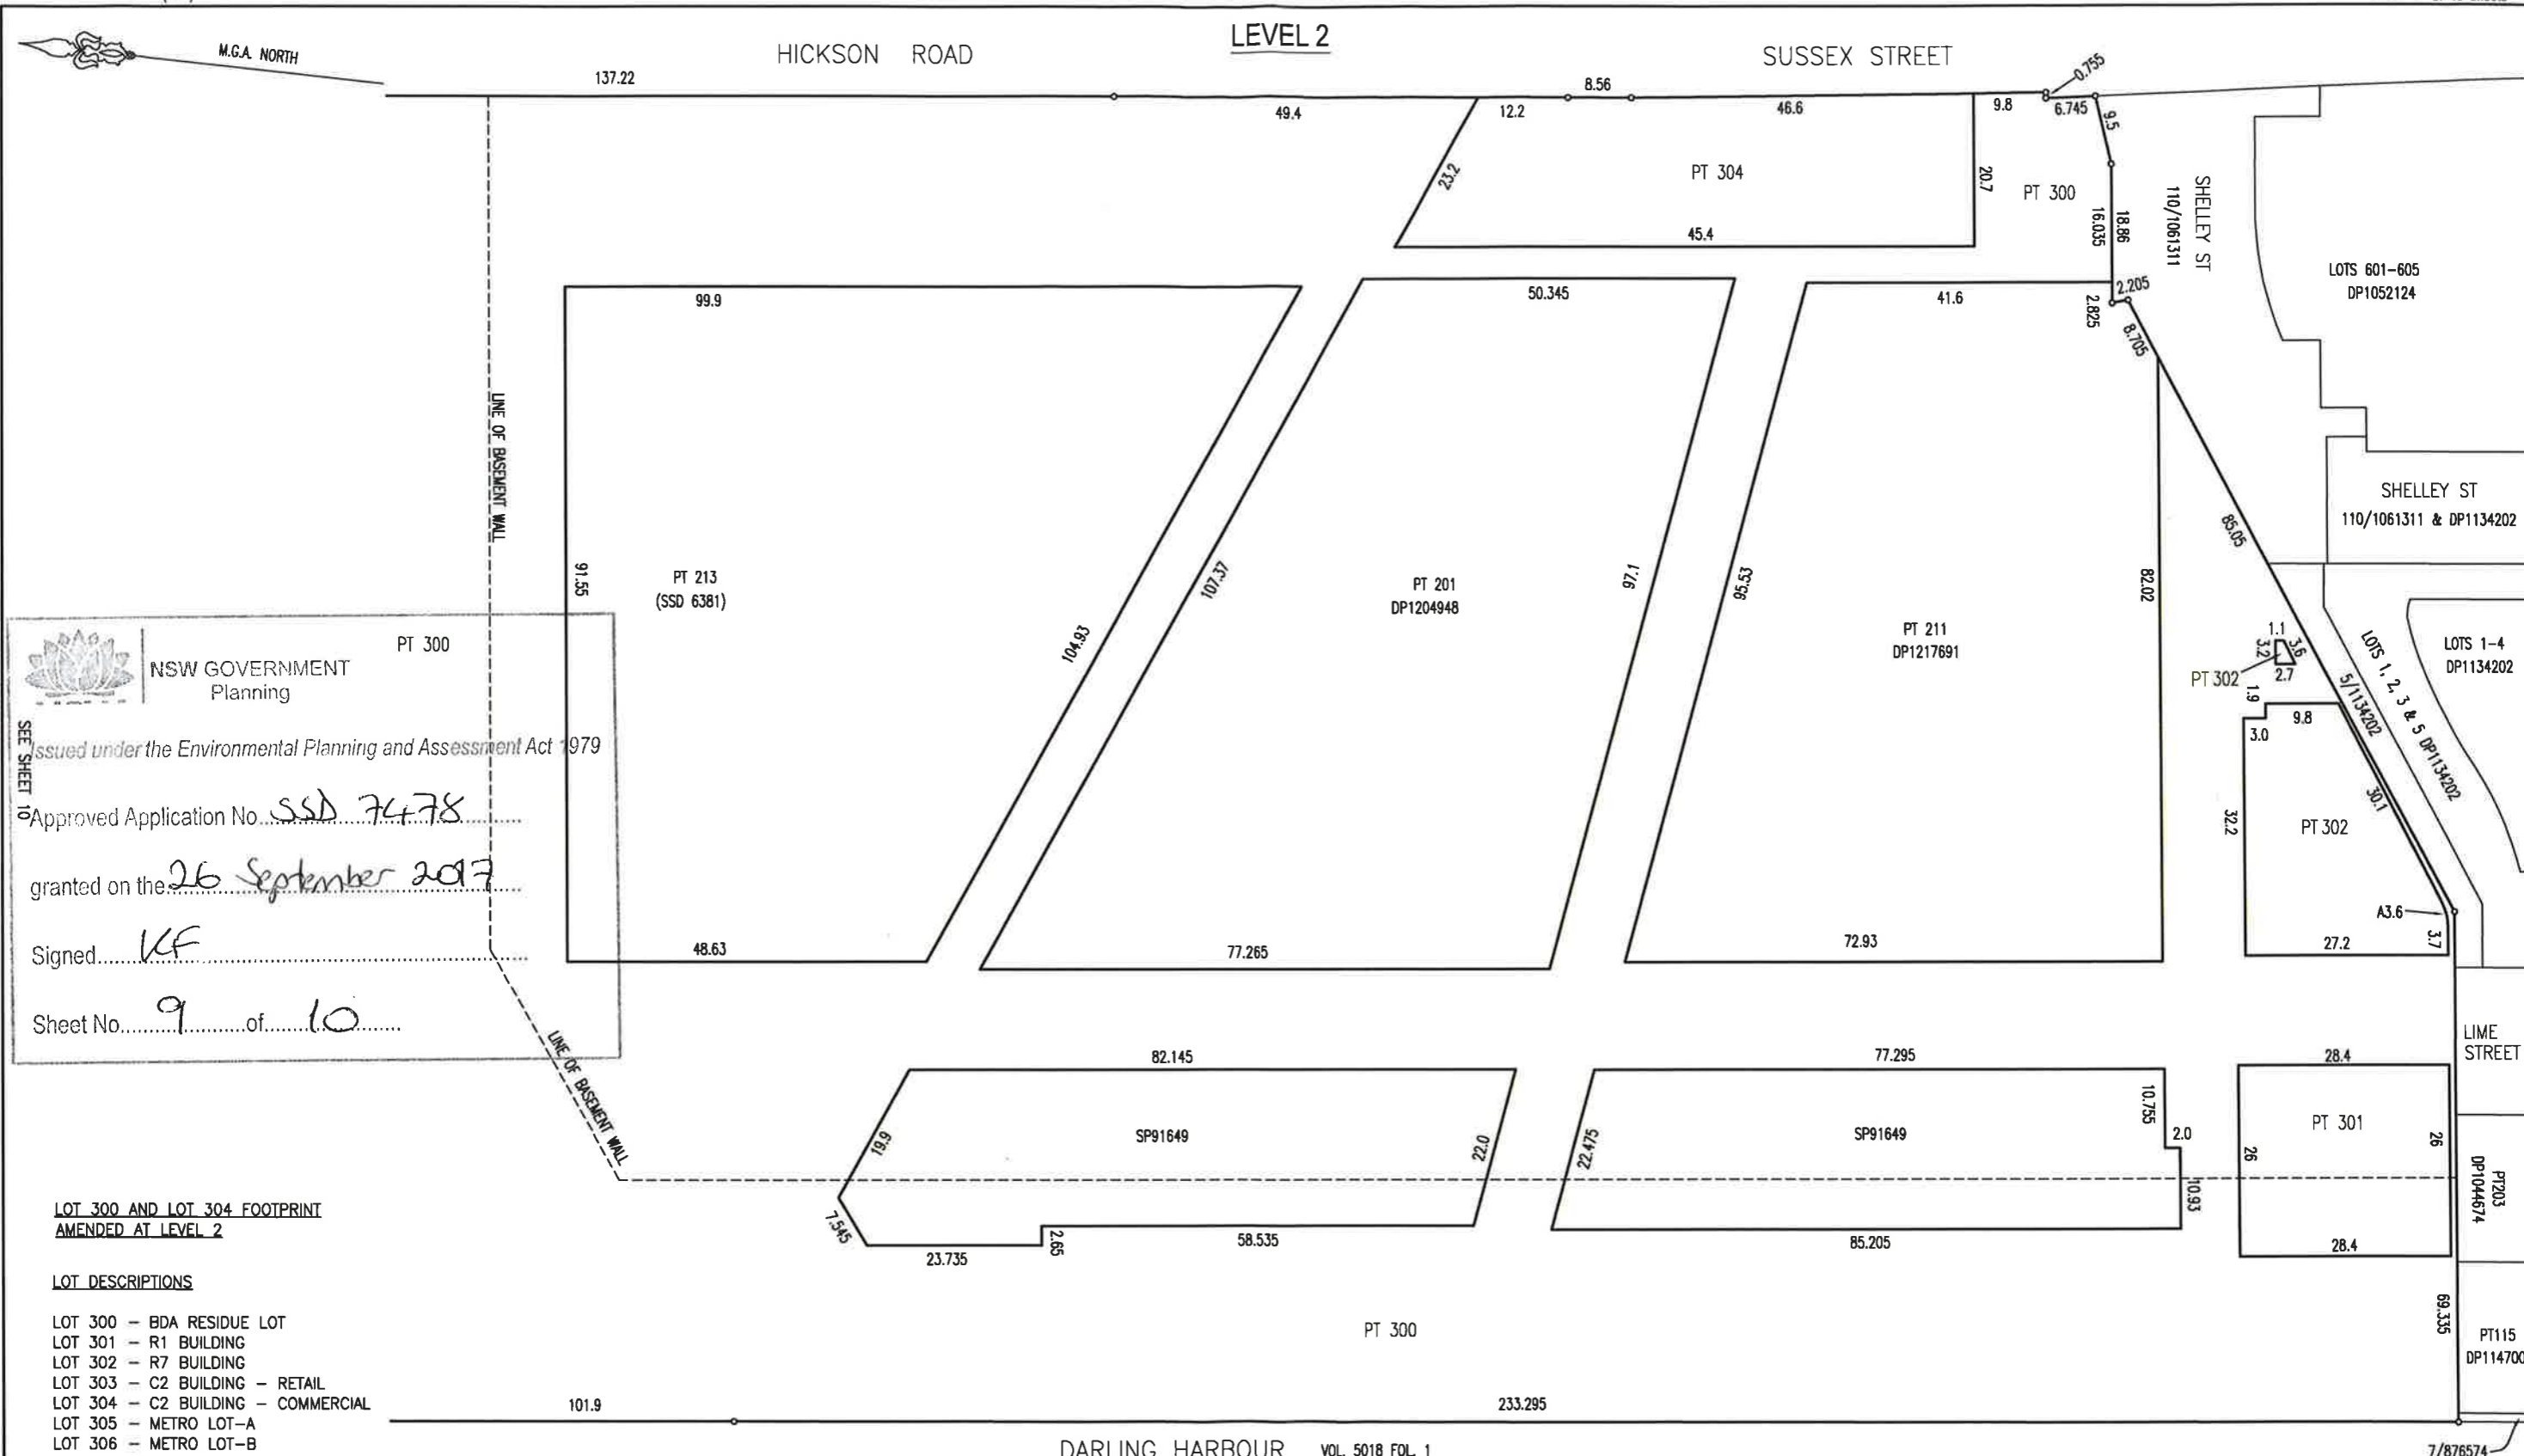 LEVEL 2
M.G.A. NORTH
HICKSON ROAD
SUSSEX STREET
137.22
49.4
12.2
8.56
46.6
9.8
0.755
6.745
9.5
23.2
PT 304
20.7
PT 300
45.4
16.035
18.86
SHELLEY ST
110/1061311
LOTS 601-605
DP1052124
2.205
2.825
8.705
99.9
50.345
41.6
LINE OF BASEMENT WALL
SHELLEY ST
110/1061311 & DP1134202
85.05
91.55
PT 213
(SSD 6381)
104.93
107.37
PT 201
DP1204948
97.1
95.53
PT 211
DP1217691
82.02
1.1
3.2
3.6
2.7
PT 302
1.9
9.8
3.0
5/1134202
LOTS 1, 2, 3 & 5 DP1134202
LOTS 1-4
DP1134202
32.2
PT 302
30.1
A3.6
3.7
27.2
48.63
77.265
72.93
PT 300
NSW GOVERNMENT
Planning
SEE SHEET 10
Issued under the Environmental Planning and Assessment Act 1979
Approved Application No. SSD 7478
granted on the 26 September 2017
Signed KF
Sheet No. 9 of 10
LINE OF BASEMENT WALL
82.145
19.9
SP91649
22.0
7.545
23.735
2.65
58.535
77.295
22.475
SP91649
10.755
2.0
10.93
85.205
28.4
26
PT 301
26
28.4
LIME
STREET
PT203
DP1044674
69.335
PT115
DP114700
LOT 300 AND LOT 304 FOOTPRINT
AMENDED AT LEVEL 2
LOT DESCRIPTIONS
LOT 300 - BDA RESIDUE LOT
LOT 301 - R1 BUILDING
LOT 302 - R7 BUILDING
LOT 303 - C2 BUILDING - RETAIL
LOT 304 - C2 BUILDING - COMMERCIAL
LOT 305 - METRO LOT-A
LOT 306 - METRO LOT-B
PT 300
101.9
233.295
DARLING HARBOUR VOL. 5018 FOL. 1
7/876574